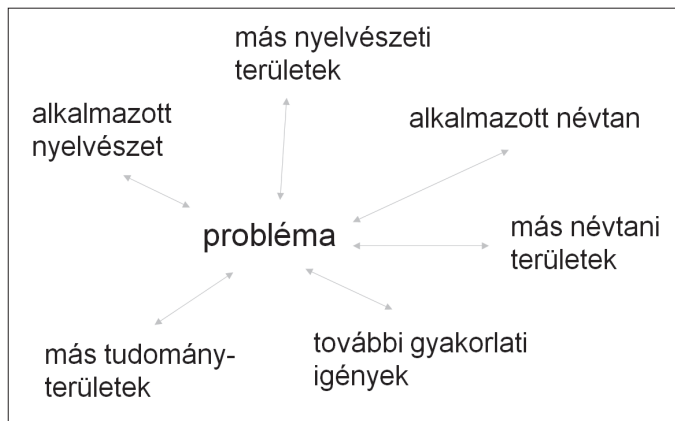 más nyelvészeti
területek
alkalmazott
nyelvészet
alkalmazott névtan
probléma
más névtani
területek
más tudomány-
területek
további gyakorlati
igények